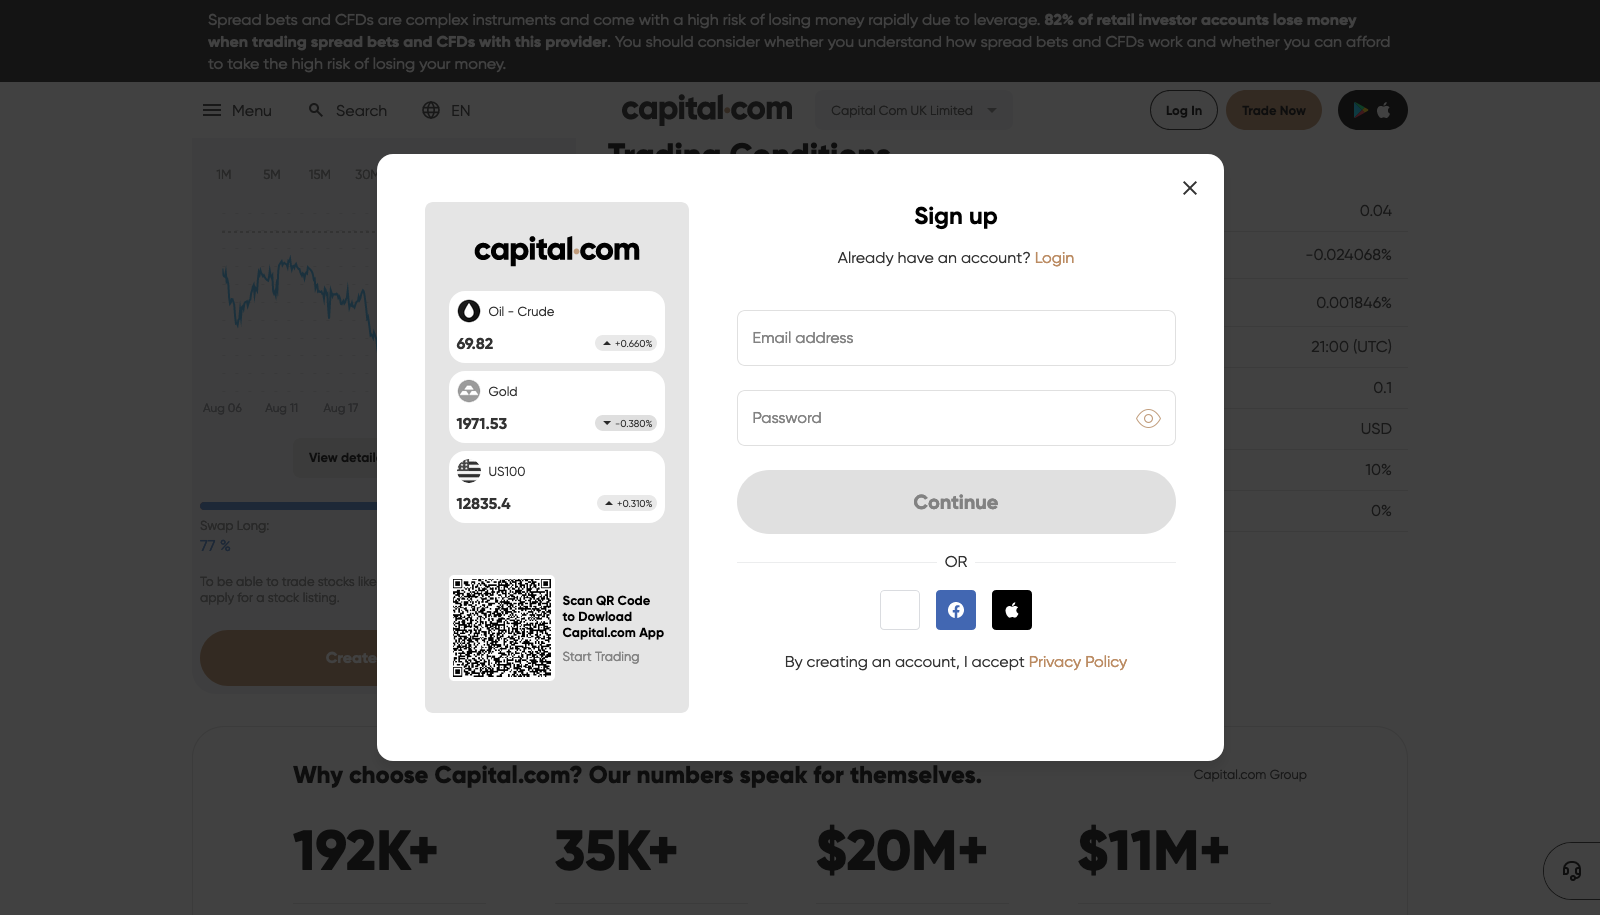 Spread bets and CFDs are complex instruments and come with a high risk of losing money rapidly due to leverage. 82% of retail investor accounts lose money
when trading spread bets and CFDs with this provider. You should consider whether you understand how spread bets and CFDs work and whether you can afford
to take the high risk of losing your money.
Menu
Search
EN
capital.com
Capital Com UK Limited
Log In
Trade Now
Trading Conditions
1M
5M
15M
30M
Aug 06
Aug 11
Aug 17
Swap Long:
77 %
To be able to trade stocks like
apply for a stock listing.
Create
0.04
-0.024068%
0.001846%
21:00 (UTC)
0.1
USD
10%
0%
capital.com
Oil - Crude
69.82
+0.660%
Gold
1971.53
-0.380%
US100
12835.4
+0.310%
Scan QR Code
to Dowload
Capital.com App
Start Trading
Sign up
Already have an account? Login
Email address
Password
Continue
OR
By creating an account, I accept Privacy Policy
Why choose Capital.com? Our numbers speak for themselves.
Capital.com Group
192K+
35K+
$20M+
$11M+